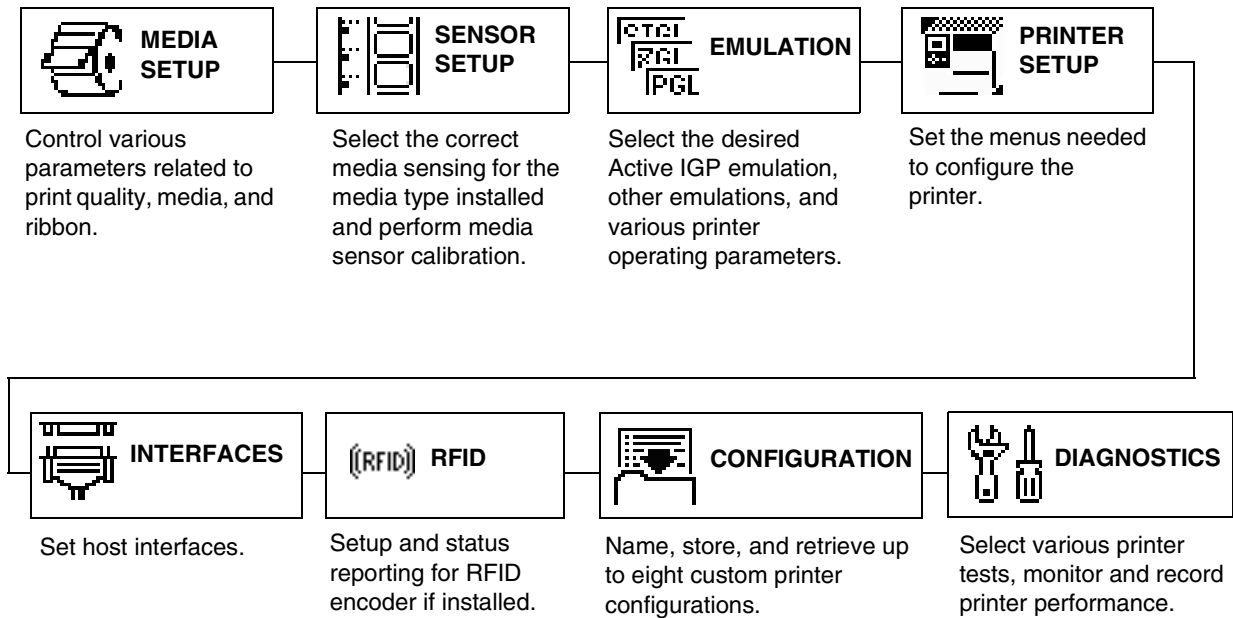 MEDIA
SETUP
Control various
parameters related to
print quality, media, and
ribbon.
SENSOR
SETUP
Select the correct
media sensing for the
media type installed
and perform media
sensor calibration.
CTGL
ZGL
PGL
EMULATION
Select the desired
Active IGP emulation,
other emulations, and
various printer
operating parameters.
PRINTER
SETUP
Set the menus needed
to configure the
printer.
INTERFACES
Set host interfaces.
((RFID)) RFID
Setup and status
reporting for RFID
encoder if installed.
CONFIGURATION
Name, store, and retrieve up
to eight custom printer
configurations.
DIAGNOSTICS
Select various printer
tests, monitor and record
printer performance.